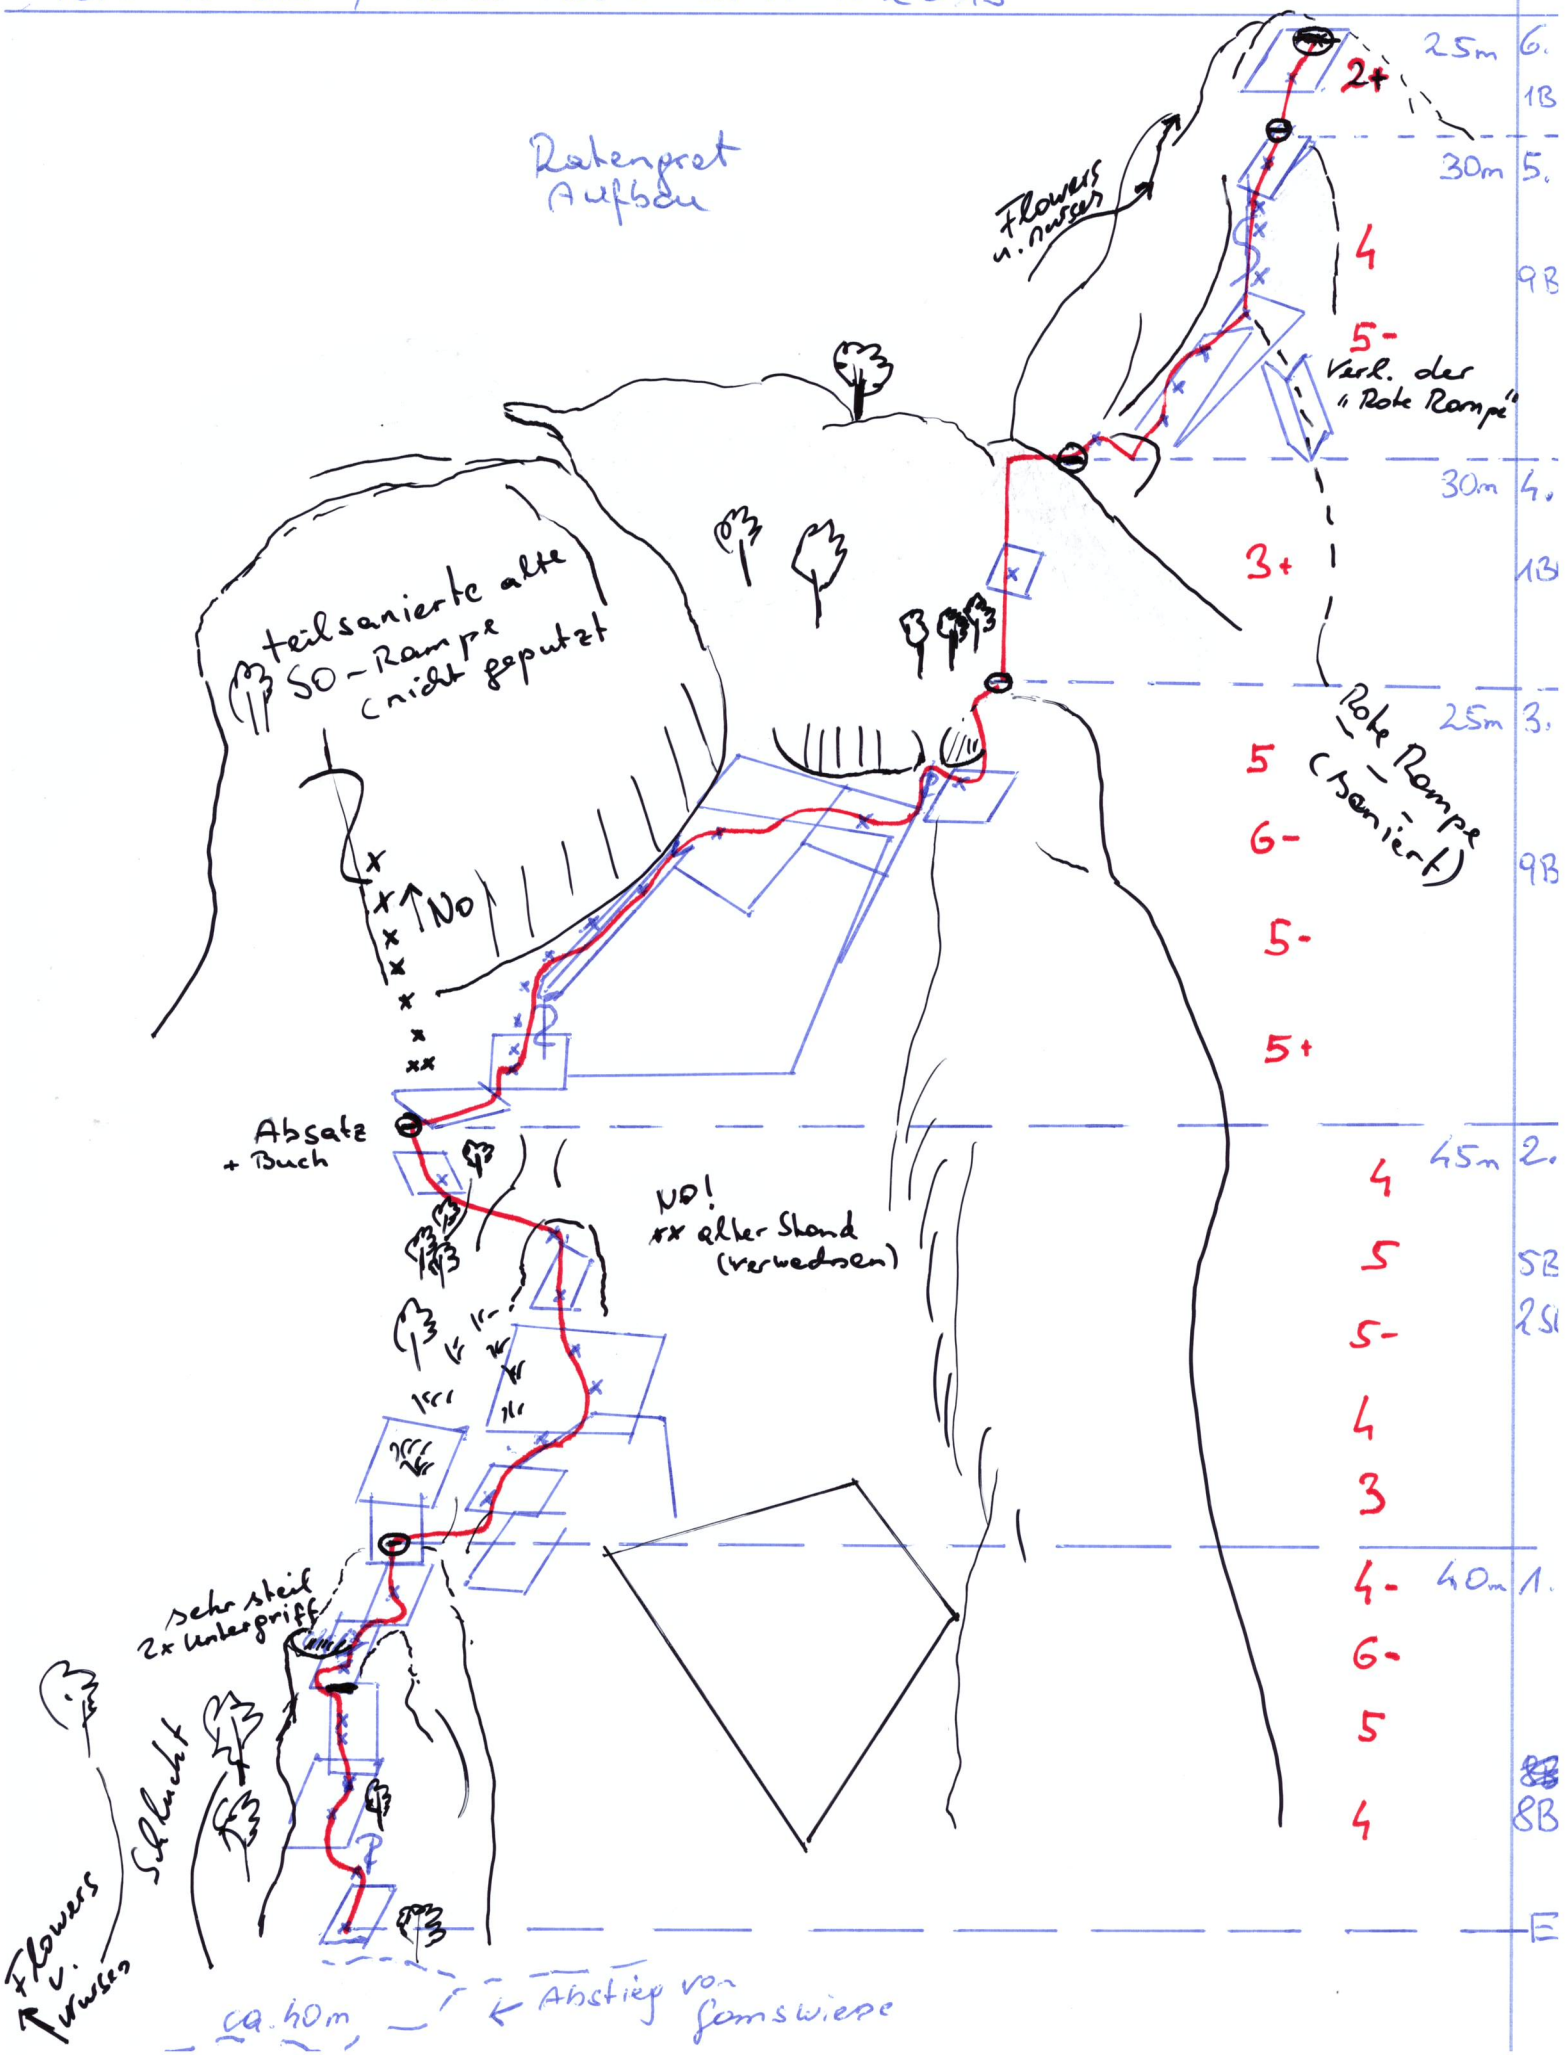 25m 6.
2+
1B
Ratengrat
Aufbau
30m 5.
Flowers
u. nurses
4
9B
5-
Verl. der
"Rote Rampe"
30m 4.
3+
1B
teilsanierte alte
SO-Rampe
(nicht geputzt
Rote Rampe
(saniert)
25m 3.
5
6-
9B
↑ NO
5-
5+
Absatz
+ Buch
45m 2.
4
NO!
xx alter Stand
(verwachsen)
5
5B
5-
4
3
40m 1.
4-
sehr steil
2x Untergriff
6-
5
Schlucht
8B
4
E
Flowers
← Abstieg von
Gamswiese
ca. 40m